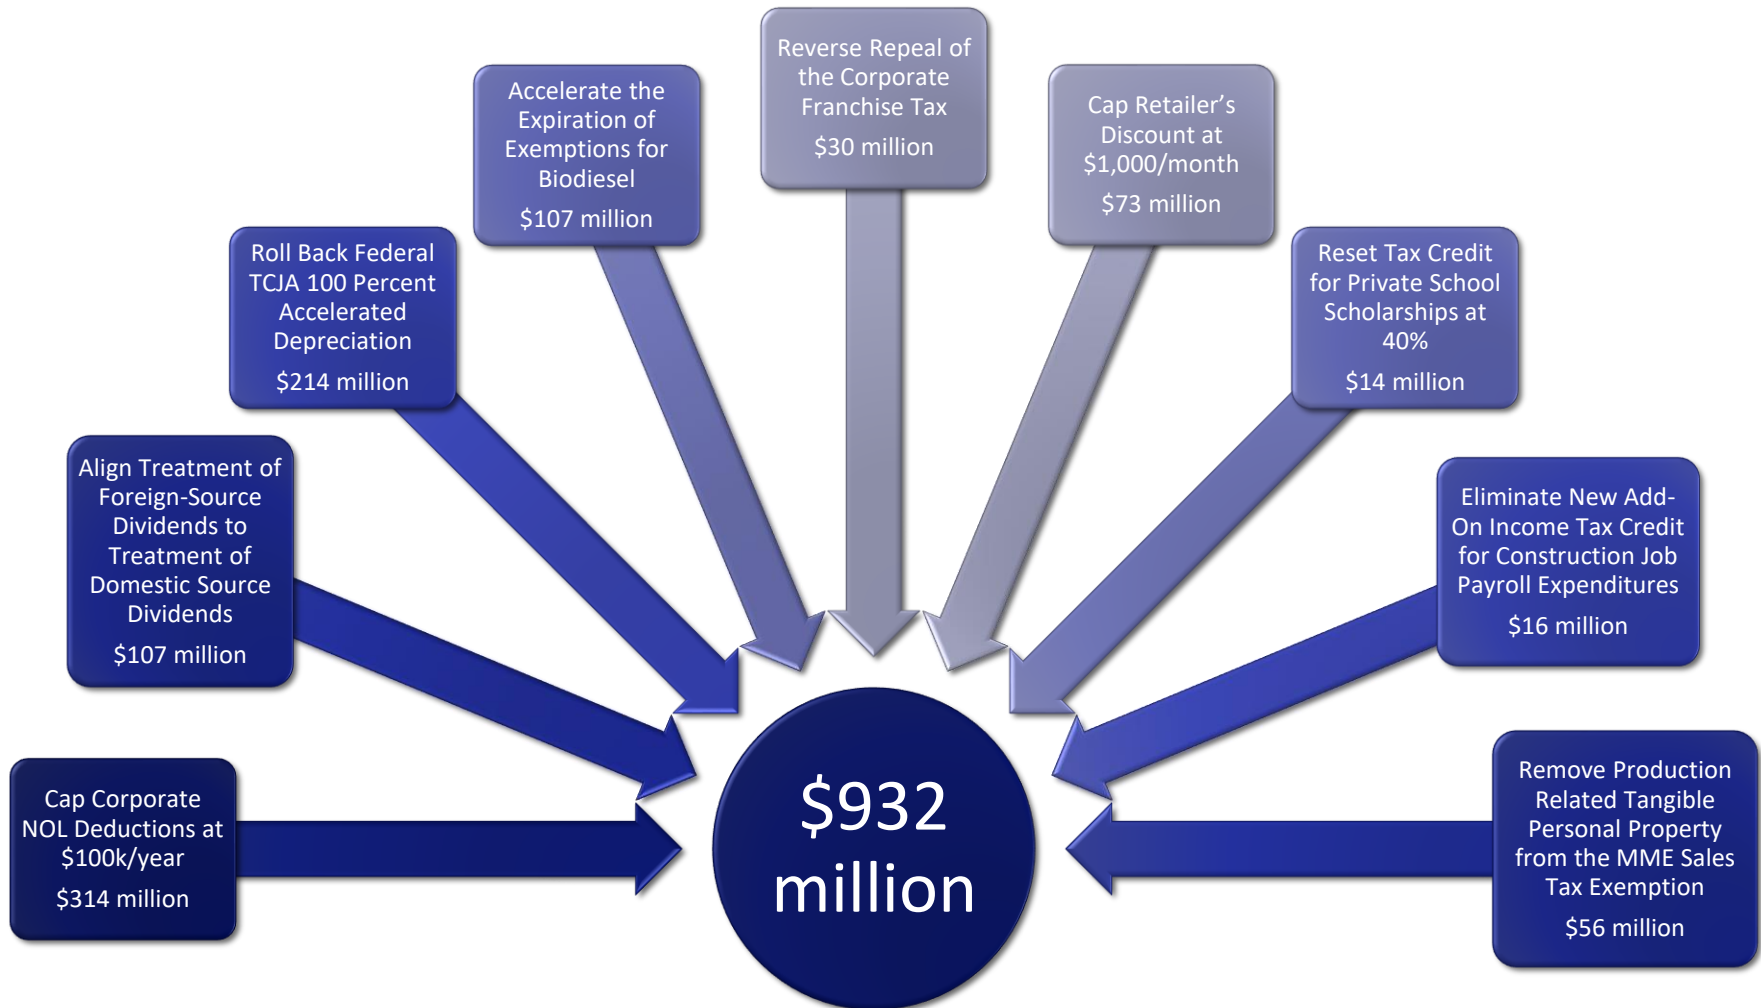 Cap Corporate
NOL Deductions at
$100k/year
$314 million
Align Treatment of
Foreign-Source
Dividends to
Treatment of
Domestic Source
Dividends
$107 million
Roll Back Federal
TCJA 100 Percent
Accelerated
Depreciation
$214 million
Accelerate the
Expiration of
Exemptions for
Biodiesel
$107 million
Reverse Repeal of
the Corporate
Franchise Tax
$30 million
Cap Retailer’s
Discount at
$1,000/month
$73 million
Reset Tax Credit
for Private School
Scholarships at
40%
$14 million
Eliminate New Add-
On Income Tax Credit
for Construction Job
Payroll Expenditures
$16 million
Remove Production
Related Tangible
Personal Property
from the MME Sales
Tax Exemption
$56 million
$932
million